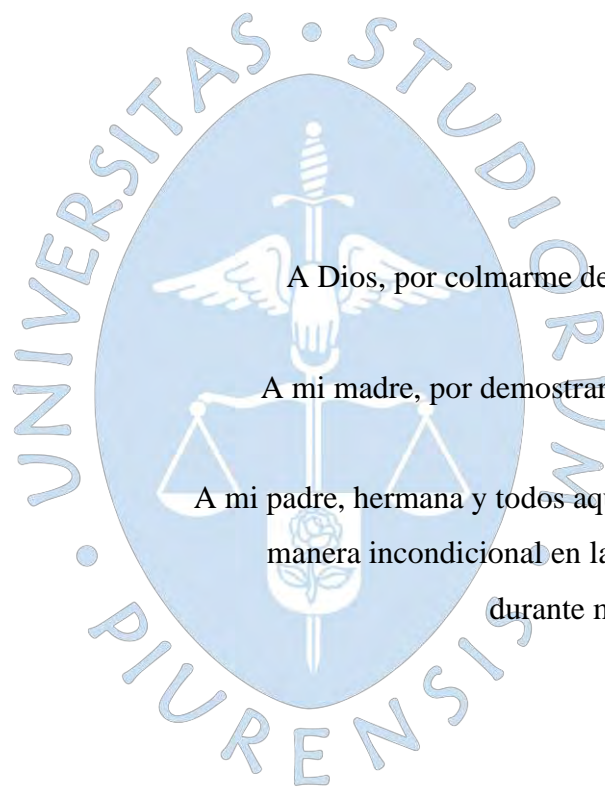 UNIVERSITAS • STUDIORUM • PIURENSIS •
A Dios, por colmarme de
A mi madre, por demostrar
A mi padre, hermana y todos aq
manera incondicional en la
durante